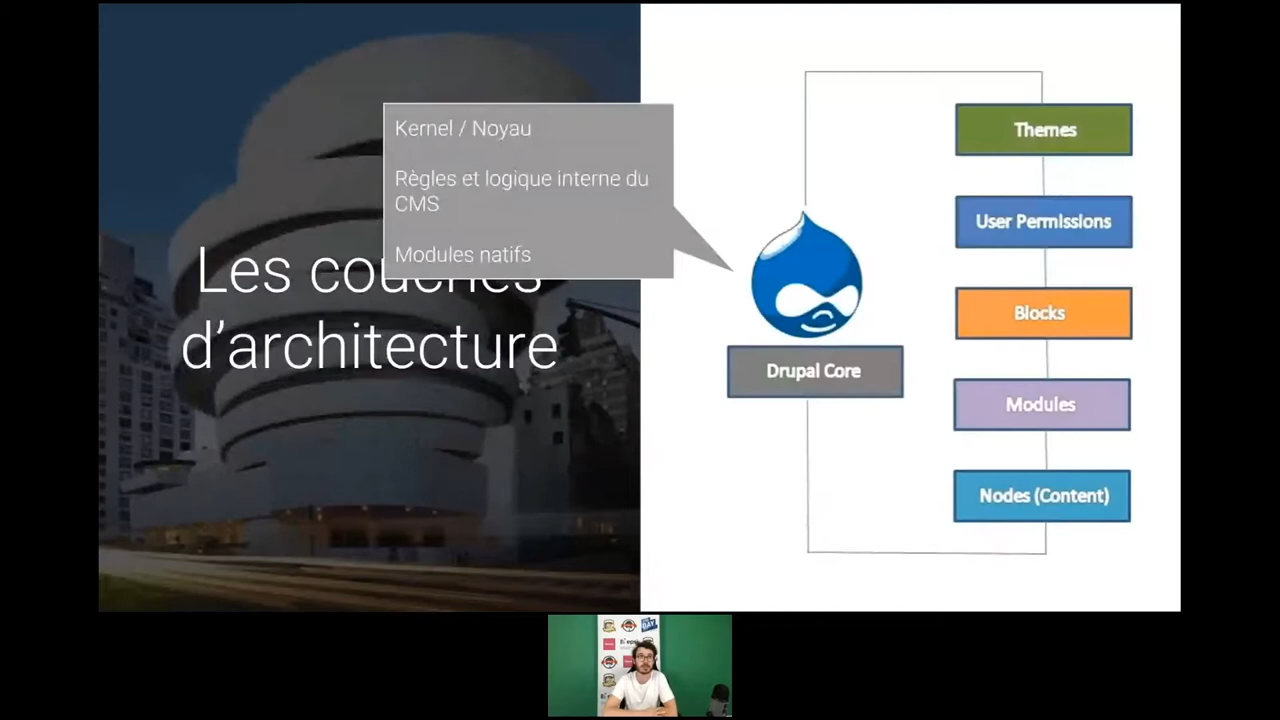 Kernel / Noyau
Règles et logique interne du
CMS
Modules natifs
Les couches
d'architecture
Drupal Core
Themes
User Permissions
Blocks
Modules
Nodes (Content)